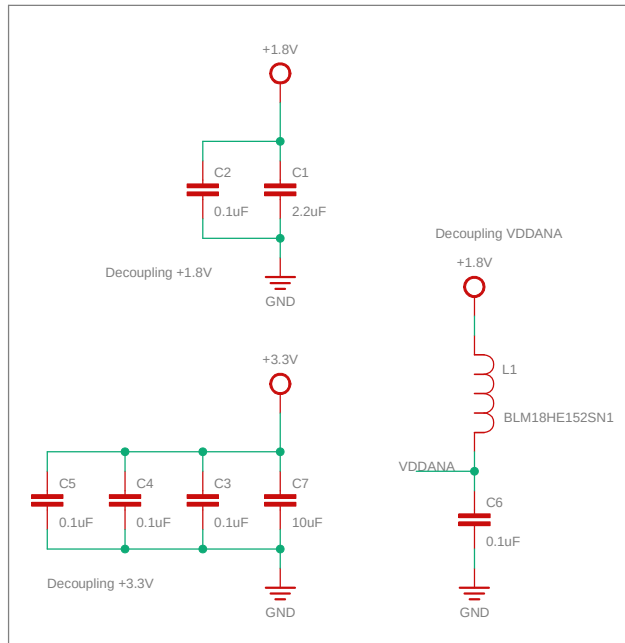 +1.8V
C2
C1
0.1uF
2.2uF
Decoupling +1.8V
GND
Decoupling VDDANA
+1.8V
L1
BLM18HE152SN1
VDDANA
C6
0.1uF
GND
+3.3V
C5
C4
C3
C7
0.1uF
0.1uF
0.1uF
10uF
Decoupling +3.3V
GND